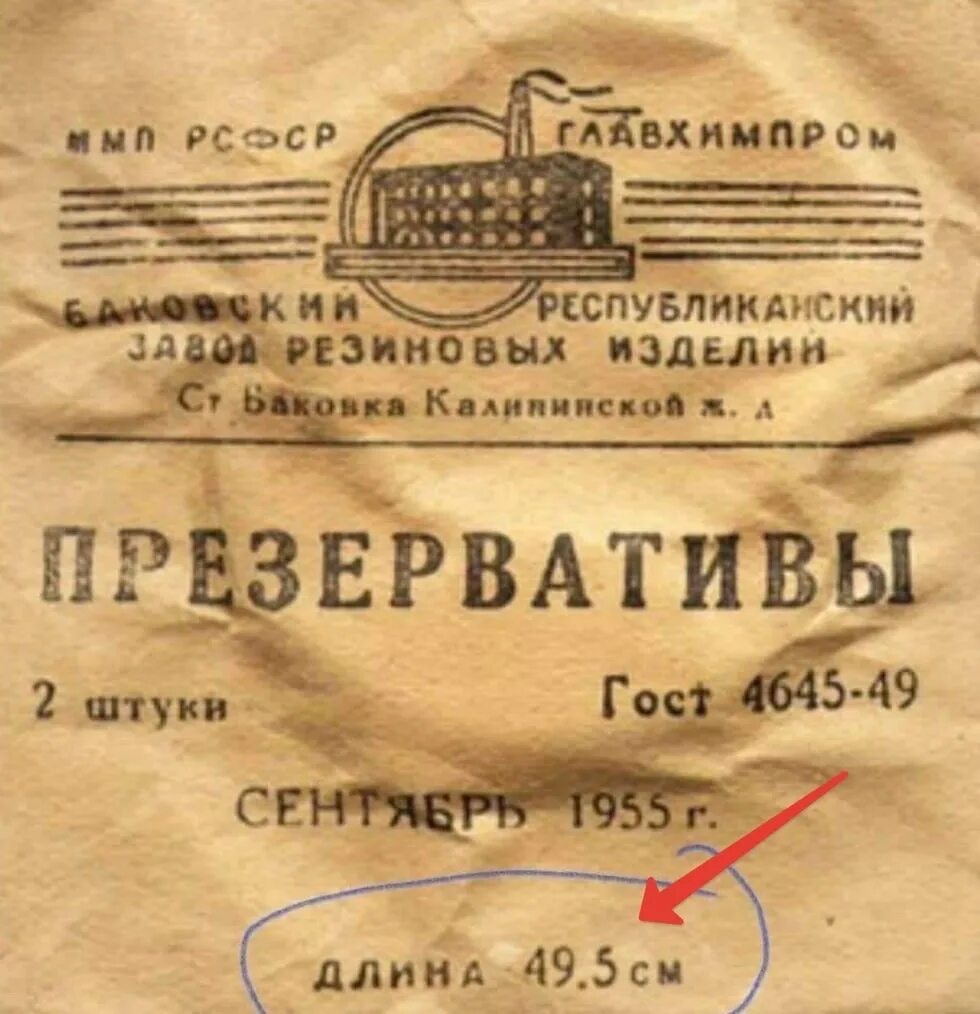 ММП РСФСР ГЛАВХИМПРОМ
БАКОВСКИЙ РЕСПУБЛИКАНСКИЙ
ЗАВОД РЕЗИНОВЫХ ИЗДЕЛИЙ
Ст Баковка Калининской ж. д
ПРЕЗЕРВАТИВЫ
2 штуки Гост 4645-49
СЕНТЯБРЬ 1955 г.
ДЛИНА 49.5 см